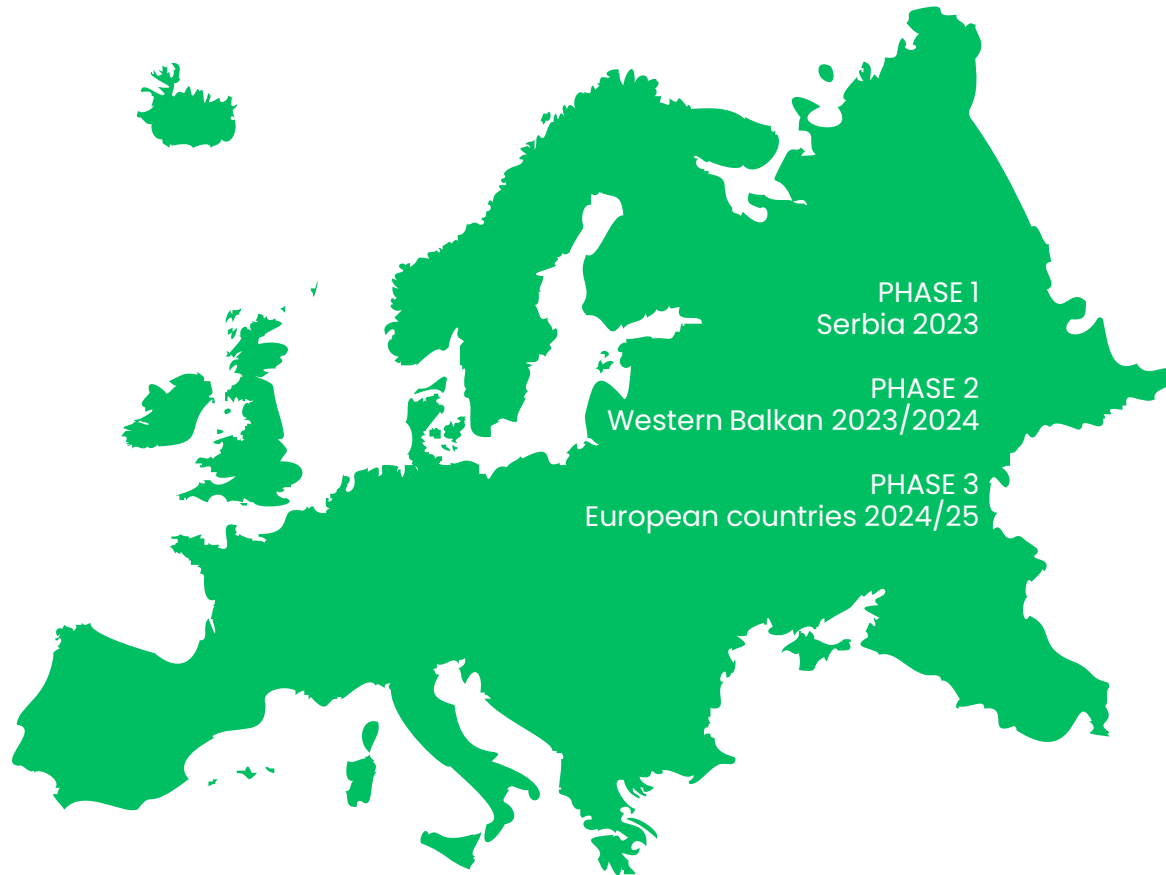 PHASE 1
Serbia 2023
PHASE 2
Western Balkan 2023/2024
PHASE 3
European countries 2024/25